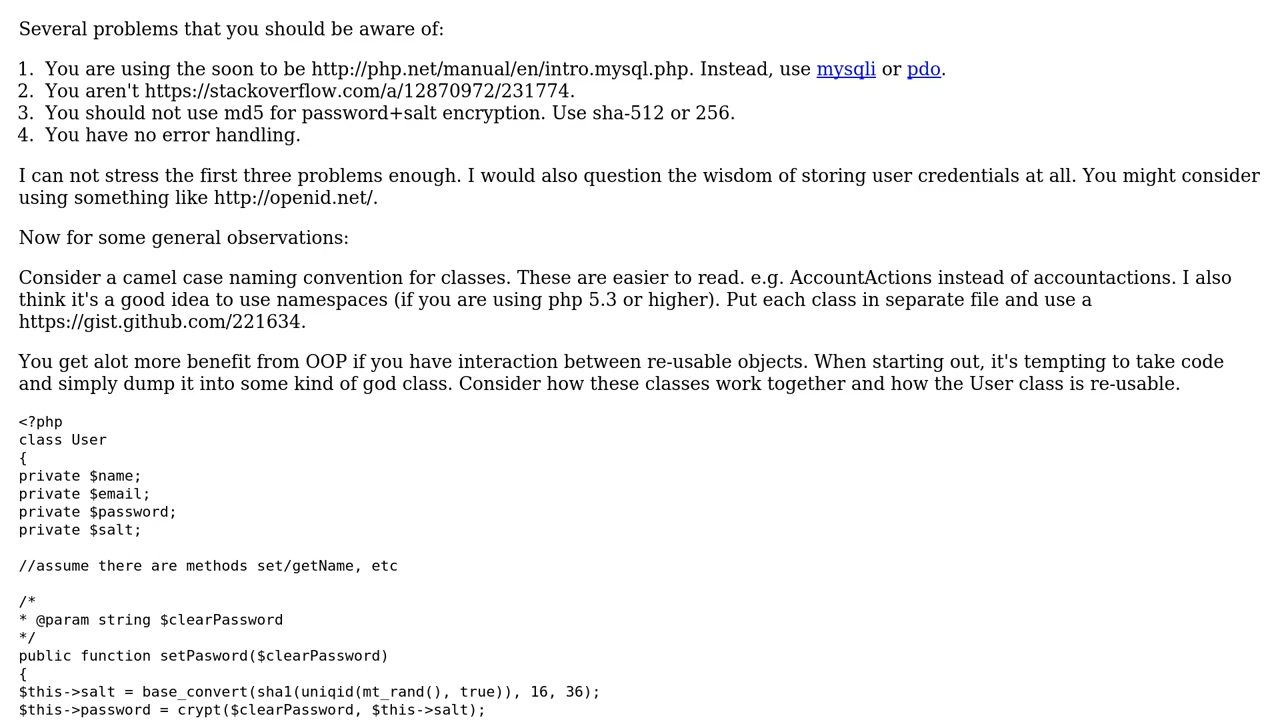 Several problems that you should be aware of:
1. You are using the soon to be http://php.net/manual/en/intro.mysql.php. Instead, use mysqli or pdo.
2. You aren't https://stackoverflow.com/a/12870972/231774.
3. You should not use md5 for password+salt encryption. Use sha-512 or 256.
4. You have no error handling.
I can not stress the first three problems enough. I would also question the wisdom of storing user credentials at all. You might consider
using something like http://openid.net/.
Now for some general observations:
Consider a camel case naming convention for classes. These are easier to read. e.g. AccountActions instead of accountactions. I also
think it's a good idea to use namespaces (if you are using php 5.3 or higher). Put each class in separate file and use a
https://gist.github.com/221634.
You get alot more benefit from OOP if you have interaction between re-usable objects. When starting out, it's tempting to take code
and simply dump it into some kind of god class. Consider how these classes work together and how the User class is re-usable.
<?php
class User
{
private $name;
private $email;
private $password;
private $salt;
//assume there are methods set/getName, etc
/*
* @param string $clearPassword
*/
public function setPasword($clearPassword)
{
$this->salt = base_convert(sha1(uniqid(mt_rand(), true)), 16, 36);
$this->password = crypt($clearPassword, $this->salt);